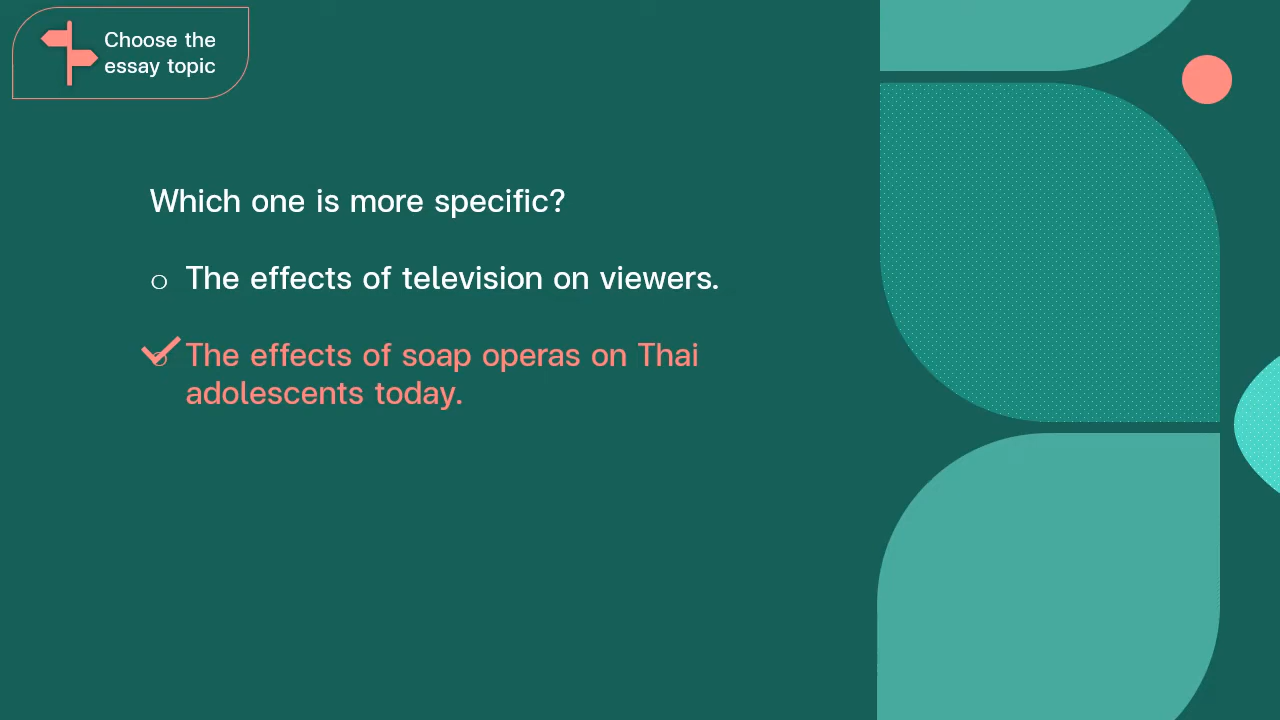 Choose the
essay topic
Which one is more specific?
The effects of television on viewers.
The effects of soap operas on Thai
adolescents today.